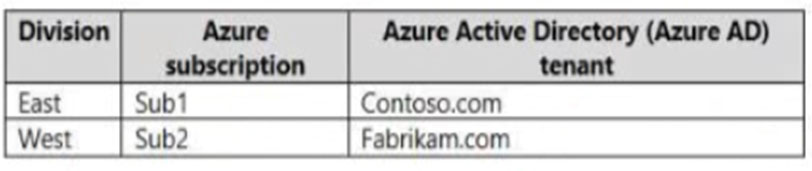 Division Azure subscription Azure Active Directory (Azure AD) tenant
East Sub1 Contoso.com
West Sub2 Fabrikam.com